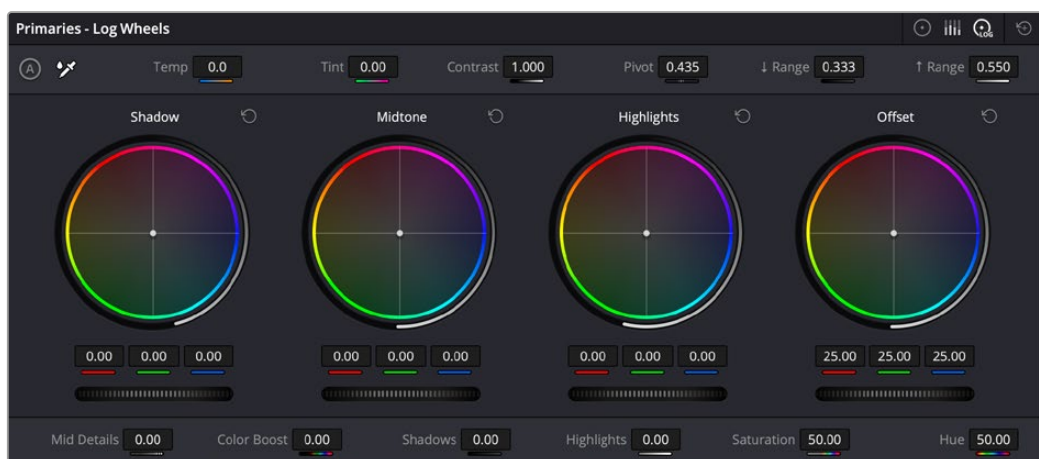 Primaries - Log Wheels
LOG
A
Temp 0.0 Tint 0.00 Contrast 1.000 Pivot 0.435 ↓ Range 0.333 ↑ Range 0.550
Shadow Midtone Highlights Offset
0.00 0.00 0.00 0.00 0.00 0.00 0.00 0.00 0.00 25.00 25.00 25.00
Mid Details 0.00 Color Boost 0.00 Shadows 0.00 Highlights 0.00 Saturation 50.00 Hue 50.00